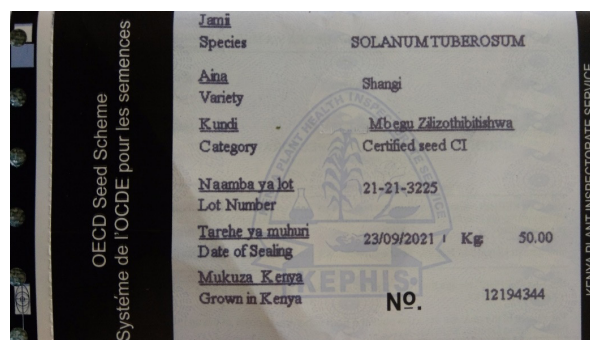 Jamii
Species SOLANUM TUBEROSUM
Aina
Variety Shangi
Kundi Mbegu Zilizothibitishwa
Category Certified seed CI
Naamba ya lot 21-21-3225
Lot Number
Tarehe ya muhuri
Date of Sealing 23/09/2021 Kg: 50.00
Mukuza Kenya
Grown in Kenya Nº. 12194344
KEPHIS
OECD Seed Scheme
Systéme de l'OCDE pour les semences
KENYA PLANT INSPECTORATE SERVICE